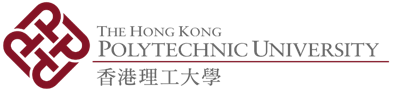 THE HONG KONG
POLYTECHNIC UNIVERSITY
香港理工大學